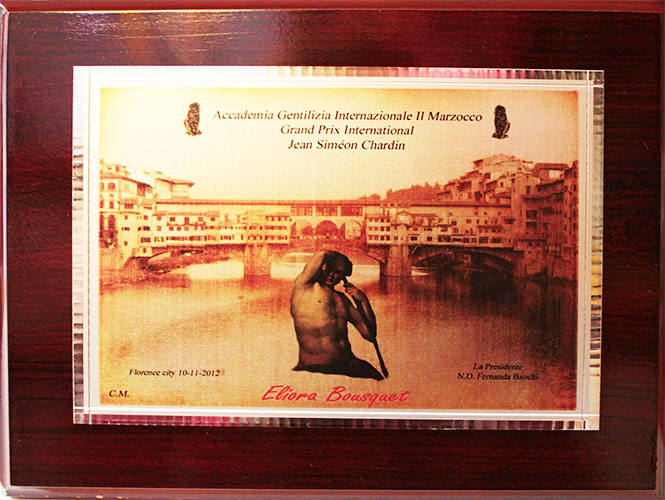 Accademia Gentilizia Internazionale Il Marzocco
Grand Prix International
Jean Siméon Chardin
Florence city 10-11-2012
La Presidente
N.D. Fernanda Baochi
C.M.
Eliora Bousquet